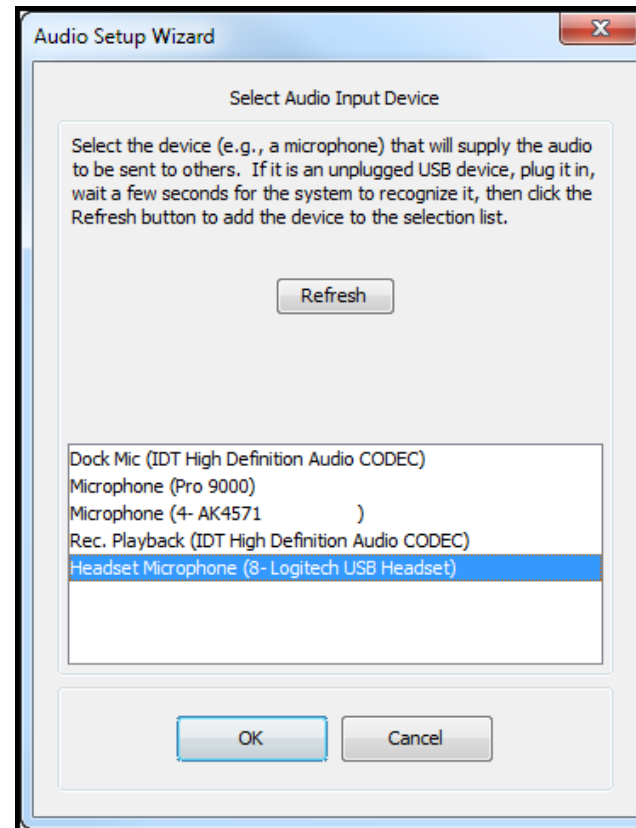 Audio Setup Wizard
Select Audio Input Device
Select the device (e.g., a microphone) that will supply the audio
to be sent to others.  If it is an unplugged USB device, plug it in,
wait a few seconds for the system to recognize it, then click the
Refresh button to add the device to the selection list.
Refresh
Dock Mic (IDT High Definition Audio CODEC)
Microphone (Pro 9000)
Microphone (4- AK4571                )
Rec. Playback (IDT High Definition Audio CODEC)
Headset Microphone (8- Logitech USB Headset)
OK Cancel